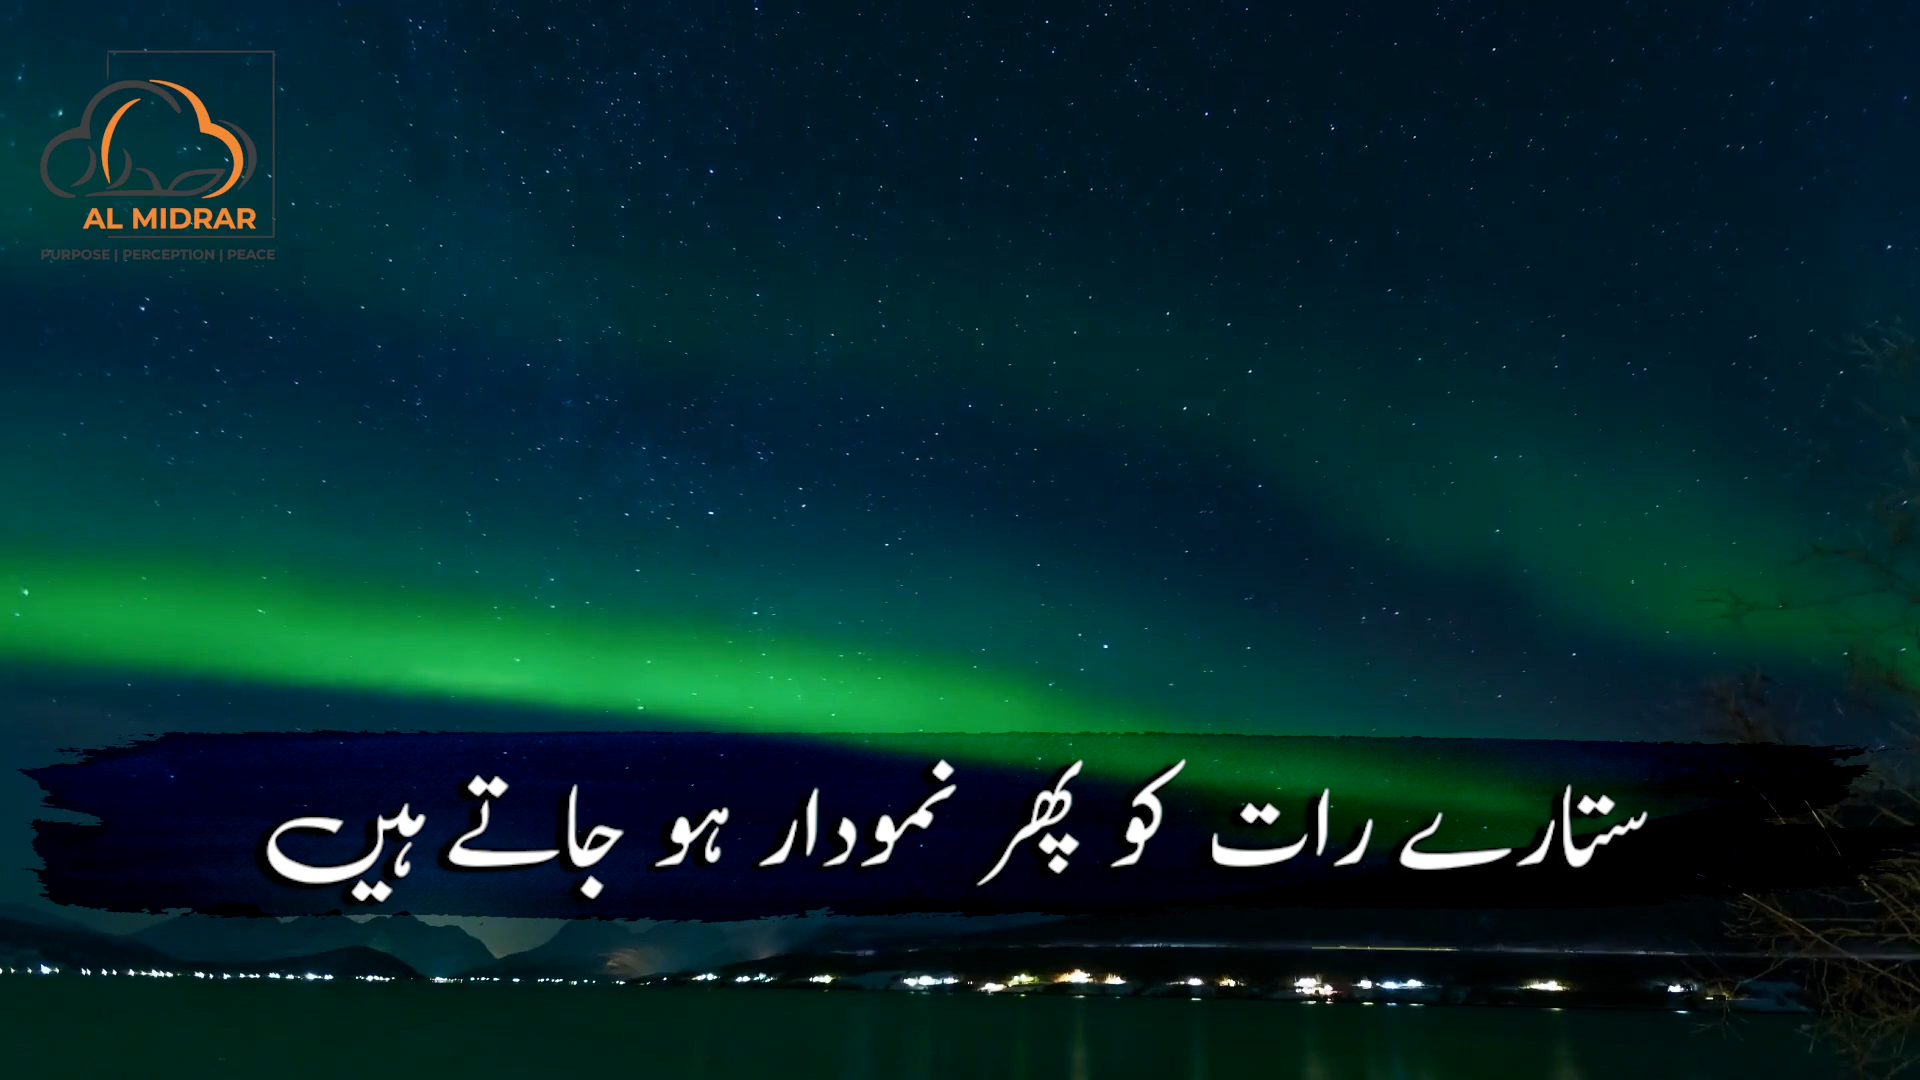 AL MIDRAR
PURPOSE | PERCEPTION | PEACE
ستارے رات کو پھر نمودار ہو جاتے ہیں